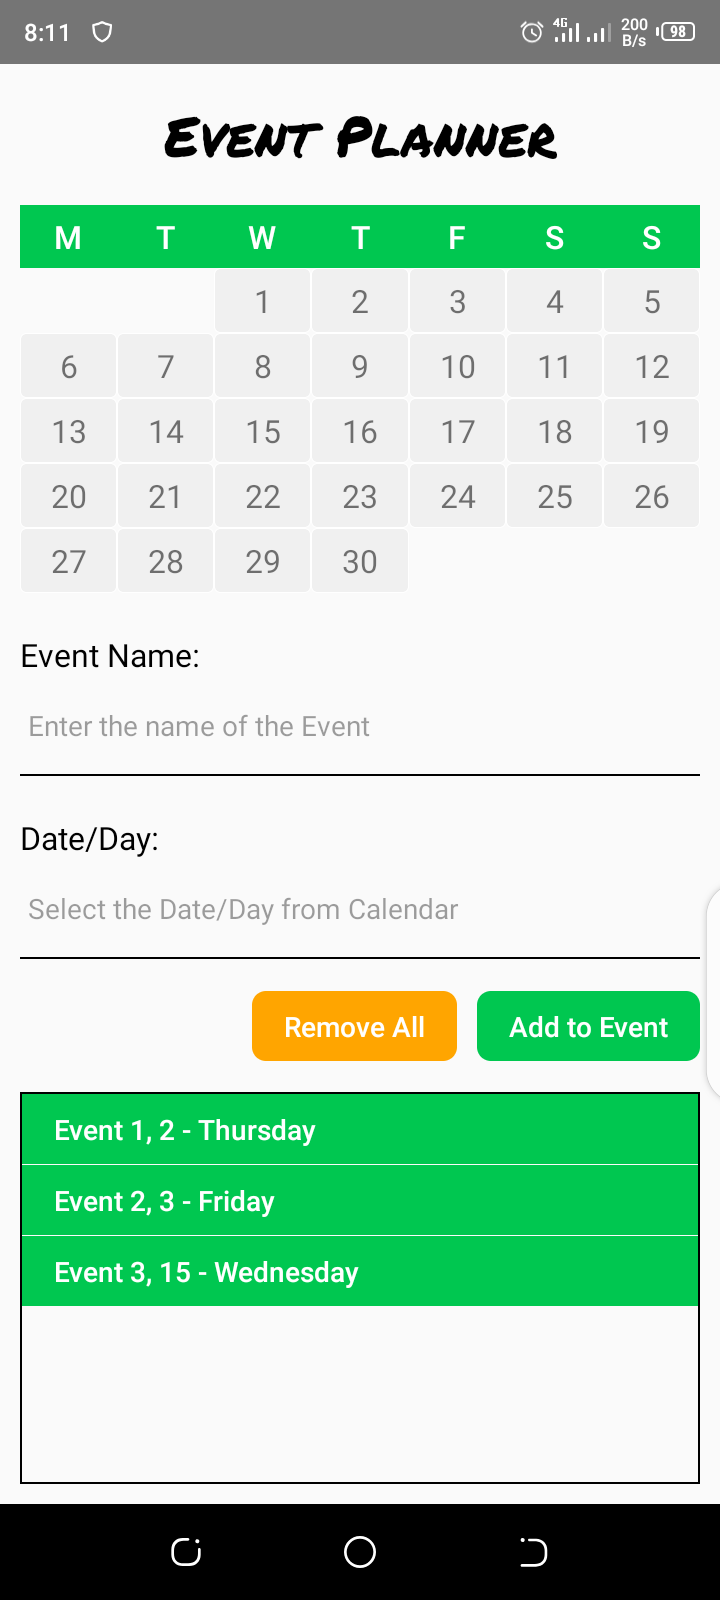 8:11 4G 200 B/s 98
Event Planner
M T W T F S S
1 2 3 4 5
6 7 8 9 10 11 12
13 14 15 16 17 18 19
20 21 22 23 24 25 26
27 28 29 30
Event Name:
Enter the name of the Event
Date/Day:
Select the Date/Day from Calendar
Remove All Add to Event
Event 1, 2 - Thursday
Event 2, 3 - Friday
Event 3, 15 - Wednesday